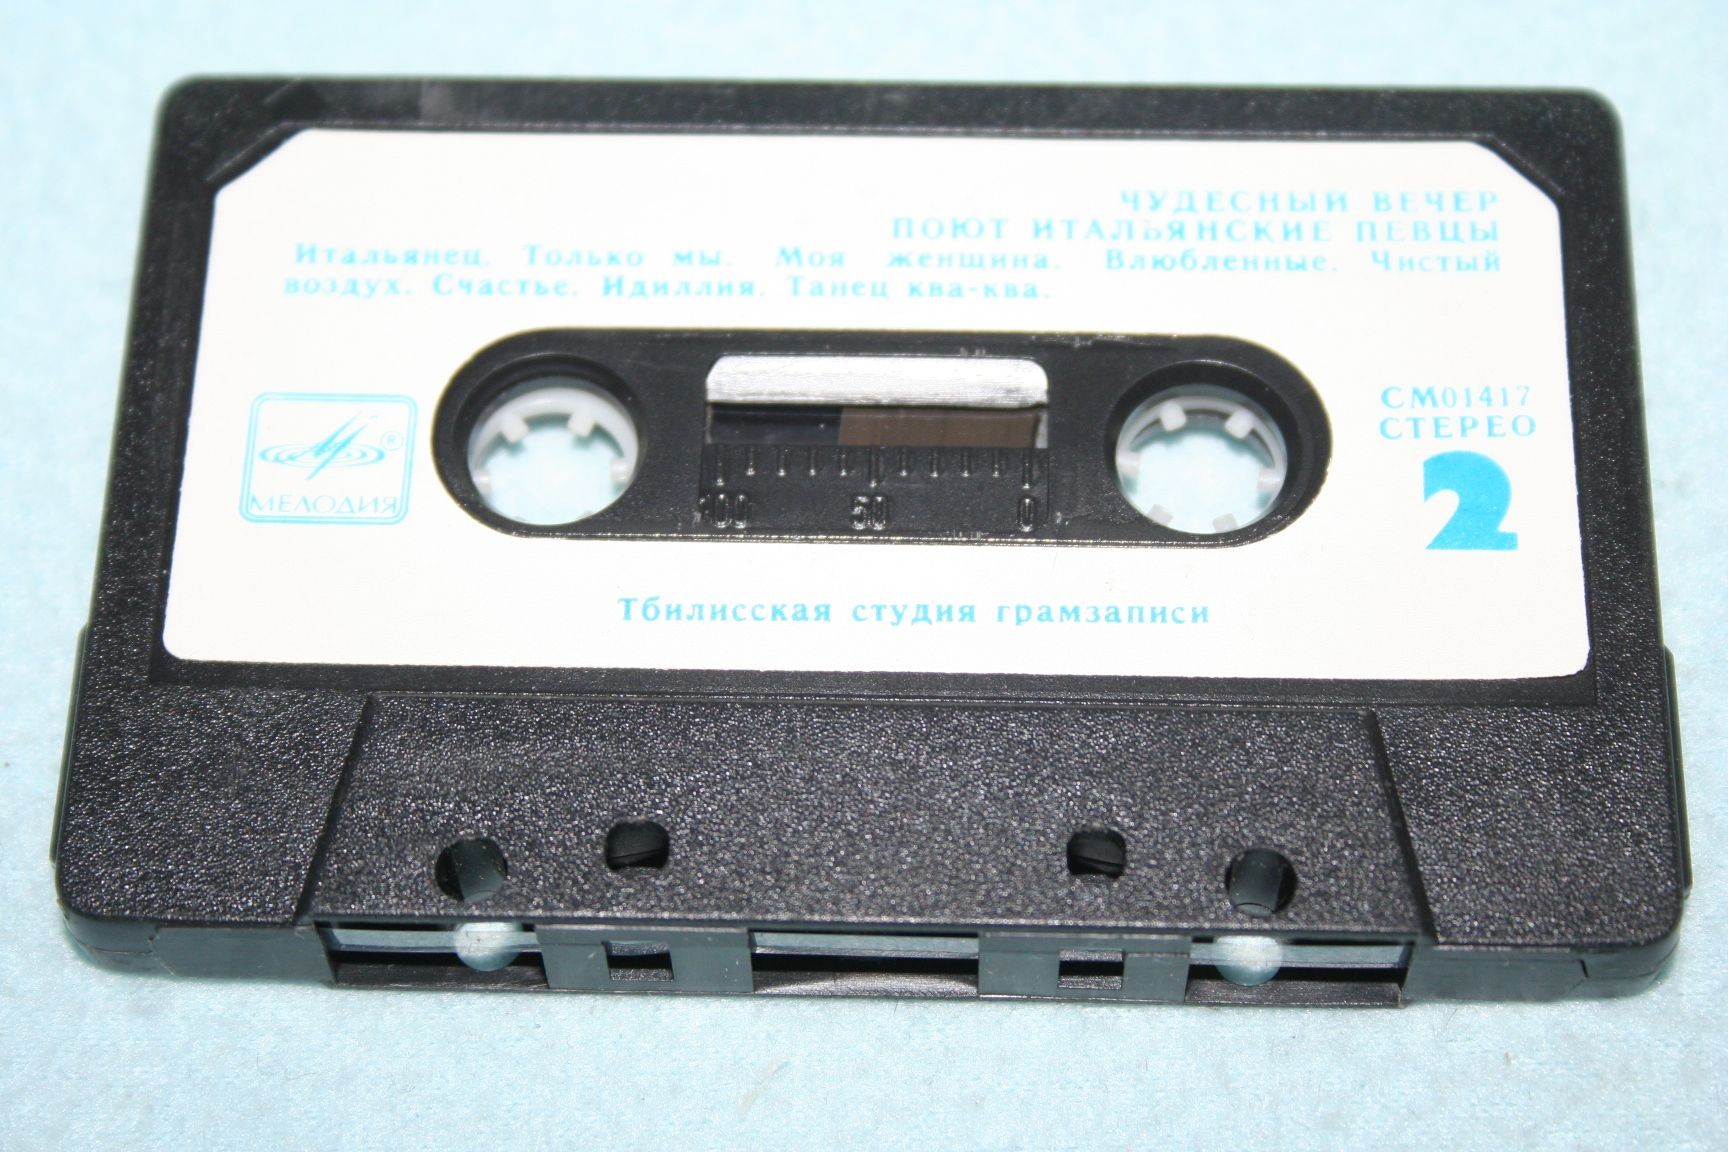 ЧУДЕСНЫЙ ВЕЧЕР
ПОЮТ ИТАЛЬЯНСКИЕ ПЕВЦЫ
Итальянец. Только мы. Моя женщина. Влюбленные. Чистый
воздух. Счастье. Идиллия. Танец ква-ква.
СМ01417
СТЕРЕО
2
®
МЕЛОДИЯ
100 50 0
Тбилисская студия грамзаписи